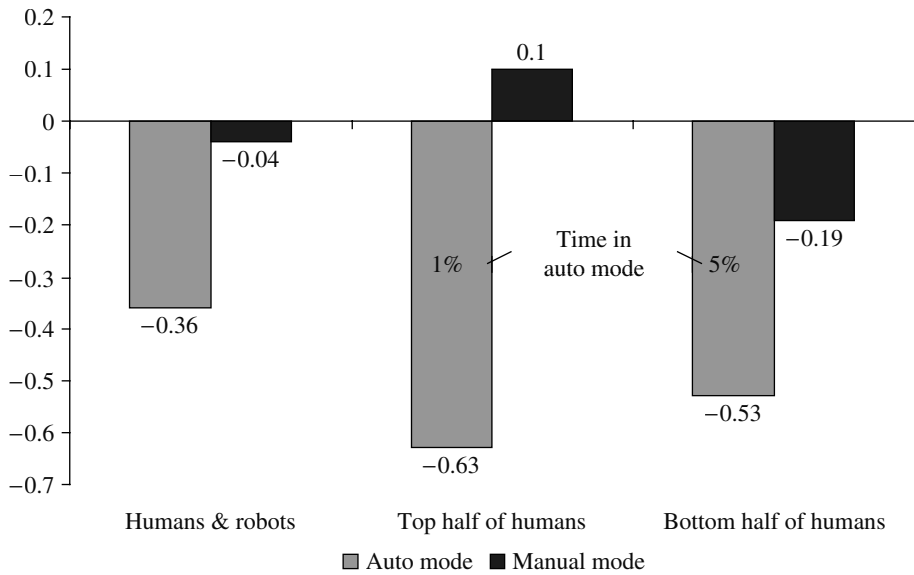 0.2
0.1
0
−0.1
−0.2
−0.3
−0.4
−0.5
−0.6
−0.7
−0.36
−0.04
−0.63
0.1
−0.53
−0.19
1%
Time in
auto mode
5%
Humans & robots
Top half of humans
Bottom half of humans
Auto mode
Manual mode